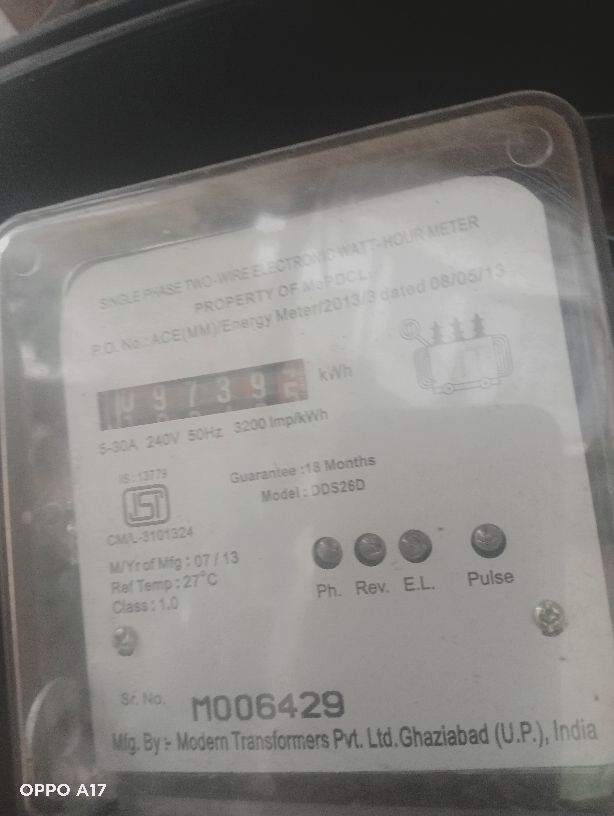 SINGLE PHASE TWO-WIRE ELECTRONIC WATT-HOUR METER
PROPERTY OF MePDCL
P.O. No.: ACE(MM)/Energy Meter/2013/3 dated 08/05/13
09739 kWh
5-30A 240V 50Hz 3200 Imp/kWh
IS : 13779
Guarantee :18 Months
Model : DDS26D
ISI
CM/L-3101324
M/Yr of Mfg : 07 / 13
Ref Temp : 27°C
Class : 1.0
Ph. Rev. E.L. Pulse
Sr. No. M006429
Mfg. By :- Modern Transformers Pvt. Ltd. Ghaziabad (U.P.), India
OPPO A17